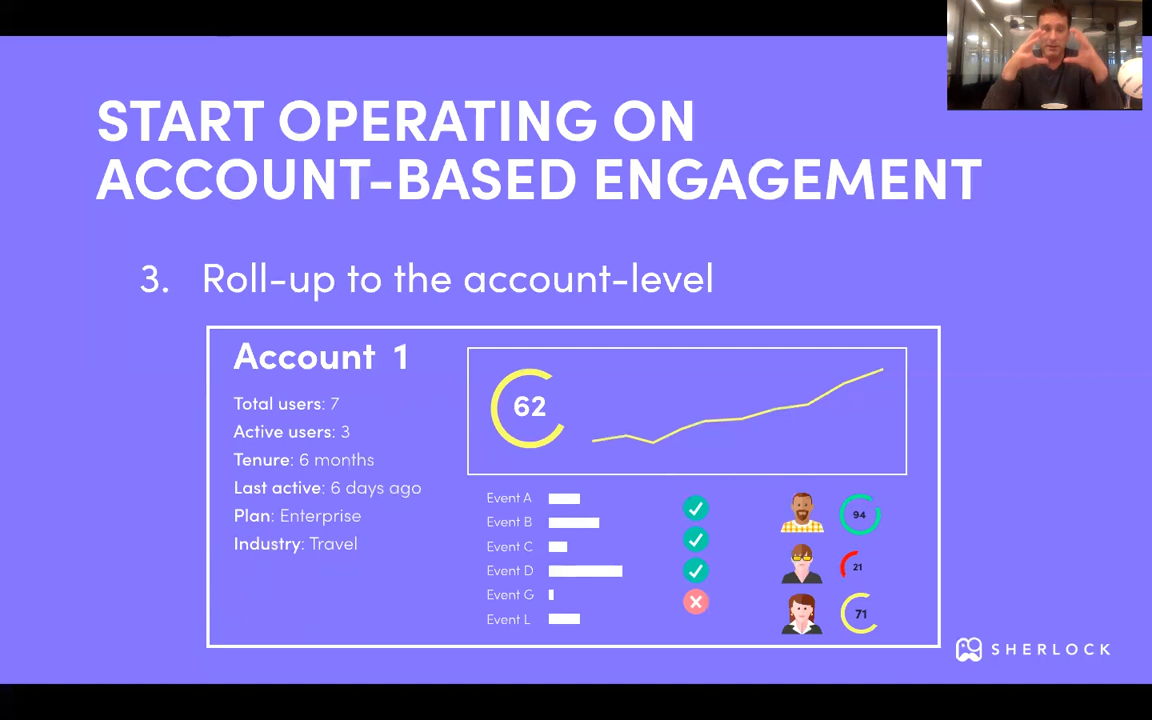 START OPERATING ON
ACCOUNT-BASED ENGAGEMENT
3. Roll-up to the account-level
Account 1
Total users: 7
Active users: 3
Tenure: 6 months
Last active: 6 days ago
Plan: Enterprise
Industry: Travel
62
Event A
Event B
Event C
Event D
Event G
Event L
94
21
71
SHERLOCK